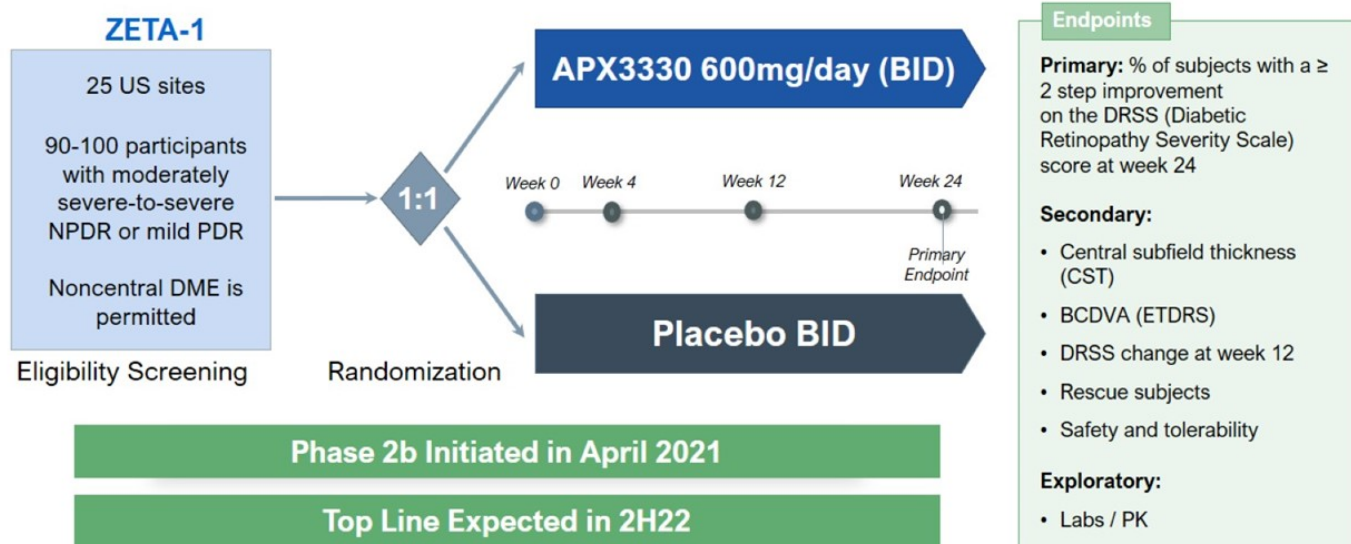 ZETA-1
25 US sites
90-100 participants
with moderately
severe-to-severe
NPDR or mild PDR
Noncentral DME is
permitted
Eligibility Screening
1:1
Randomization
APX3330 600mg/day (BID)
Week 0
Week 4
Week 12
Week 24
Primary
Endpoint
Placebo BID
Phase 2b Initiated in April 2021
Top Line Expected in 2H22
Endpoints
Primary: % of subjects with a ≥
2 step improvement
on the DRSS (Diabetic
Retinopathy Severity Scale)
score at week 24
Secondary:
• Central subfield thickness
(CST)
• BCDVA (ETDRS)
• DRSS change at week 12
• Rescue subjects
• Safety and tolerability
Exploratory:
• Labs / PK